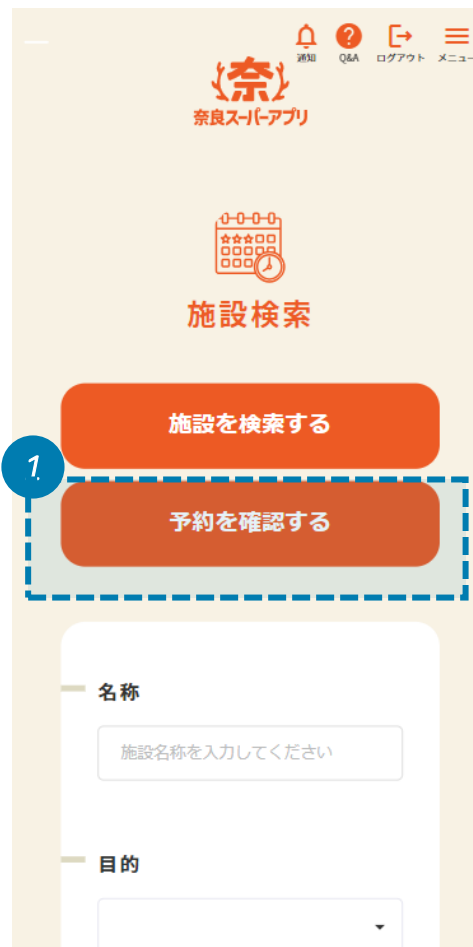 通知 Q&A ログアウト メニュー
奈
奈良スーパーアプリ
施設検索
施設を検索する
1
予約を確認する
名称
施設名称を入力してください
目的